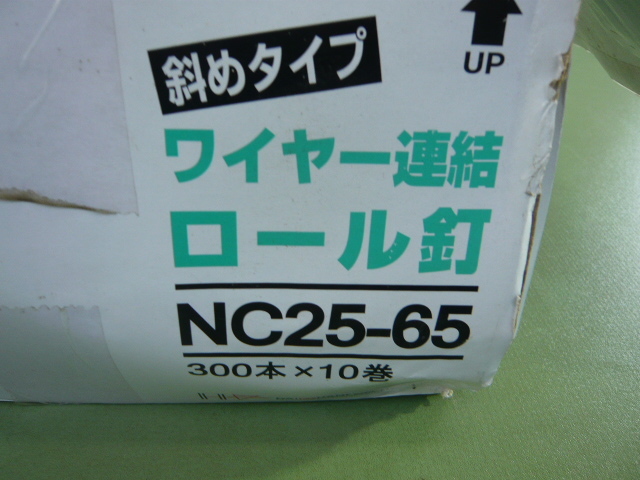 UP
斜めタイプ
ワイヤー連結
ロール釘
NC25-65
300本×10巻